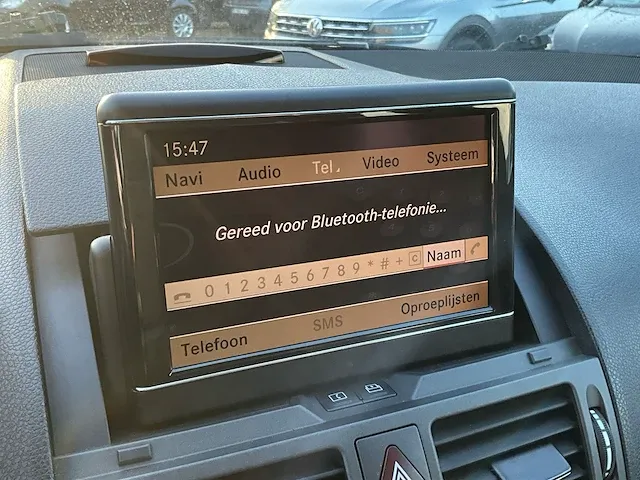 15:47
Navi Audio Tel Video Systeem
Gereed voor Bluetooth-telefonie...
0 1 2 3 4 5 6 7 8 9 * # + C Naam
Telefoon SMS Oproeplijsten